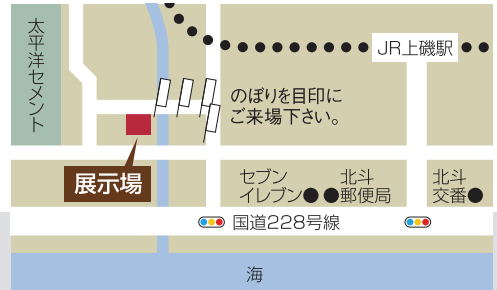 太平洋セメント
JR上磯駅
のぼりを目印に
ご来場下さい。
展示場
セブン
イレブン
北斗
郵便局
北斗
交番
国道228号線
海